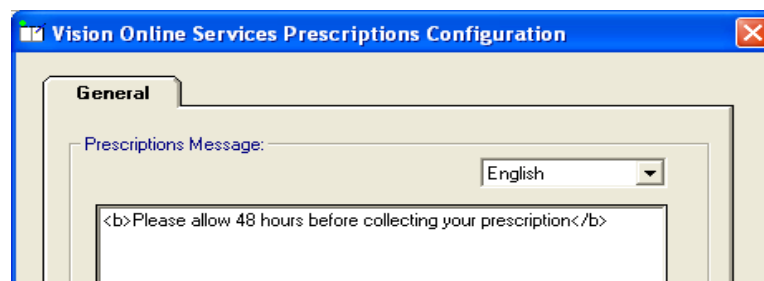 Vision Online Services Prescriptions Configuration
General
Prescriptions Message:
English
<b>Please allow 48 hours before collecting your prescription</b>